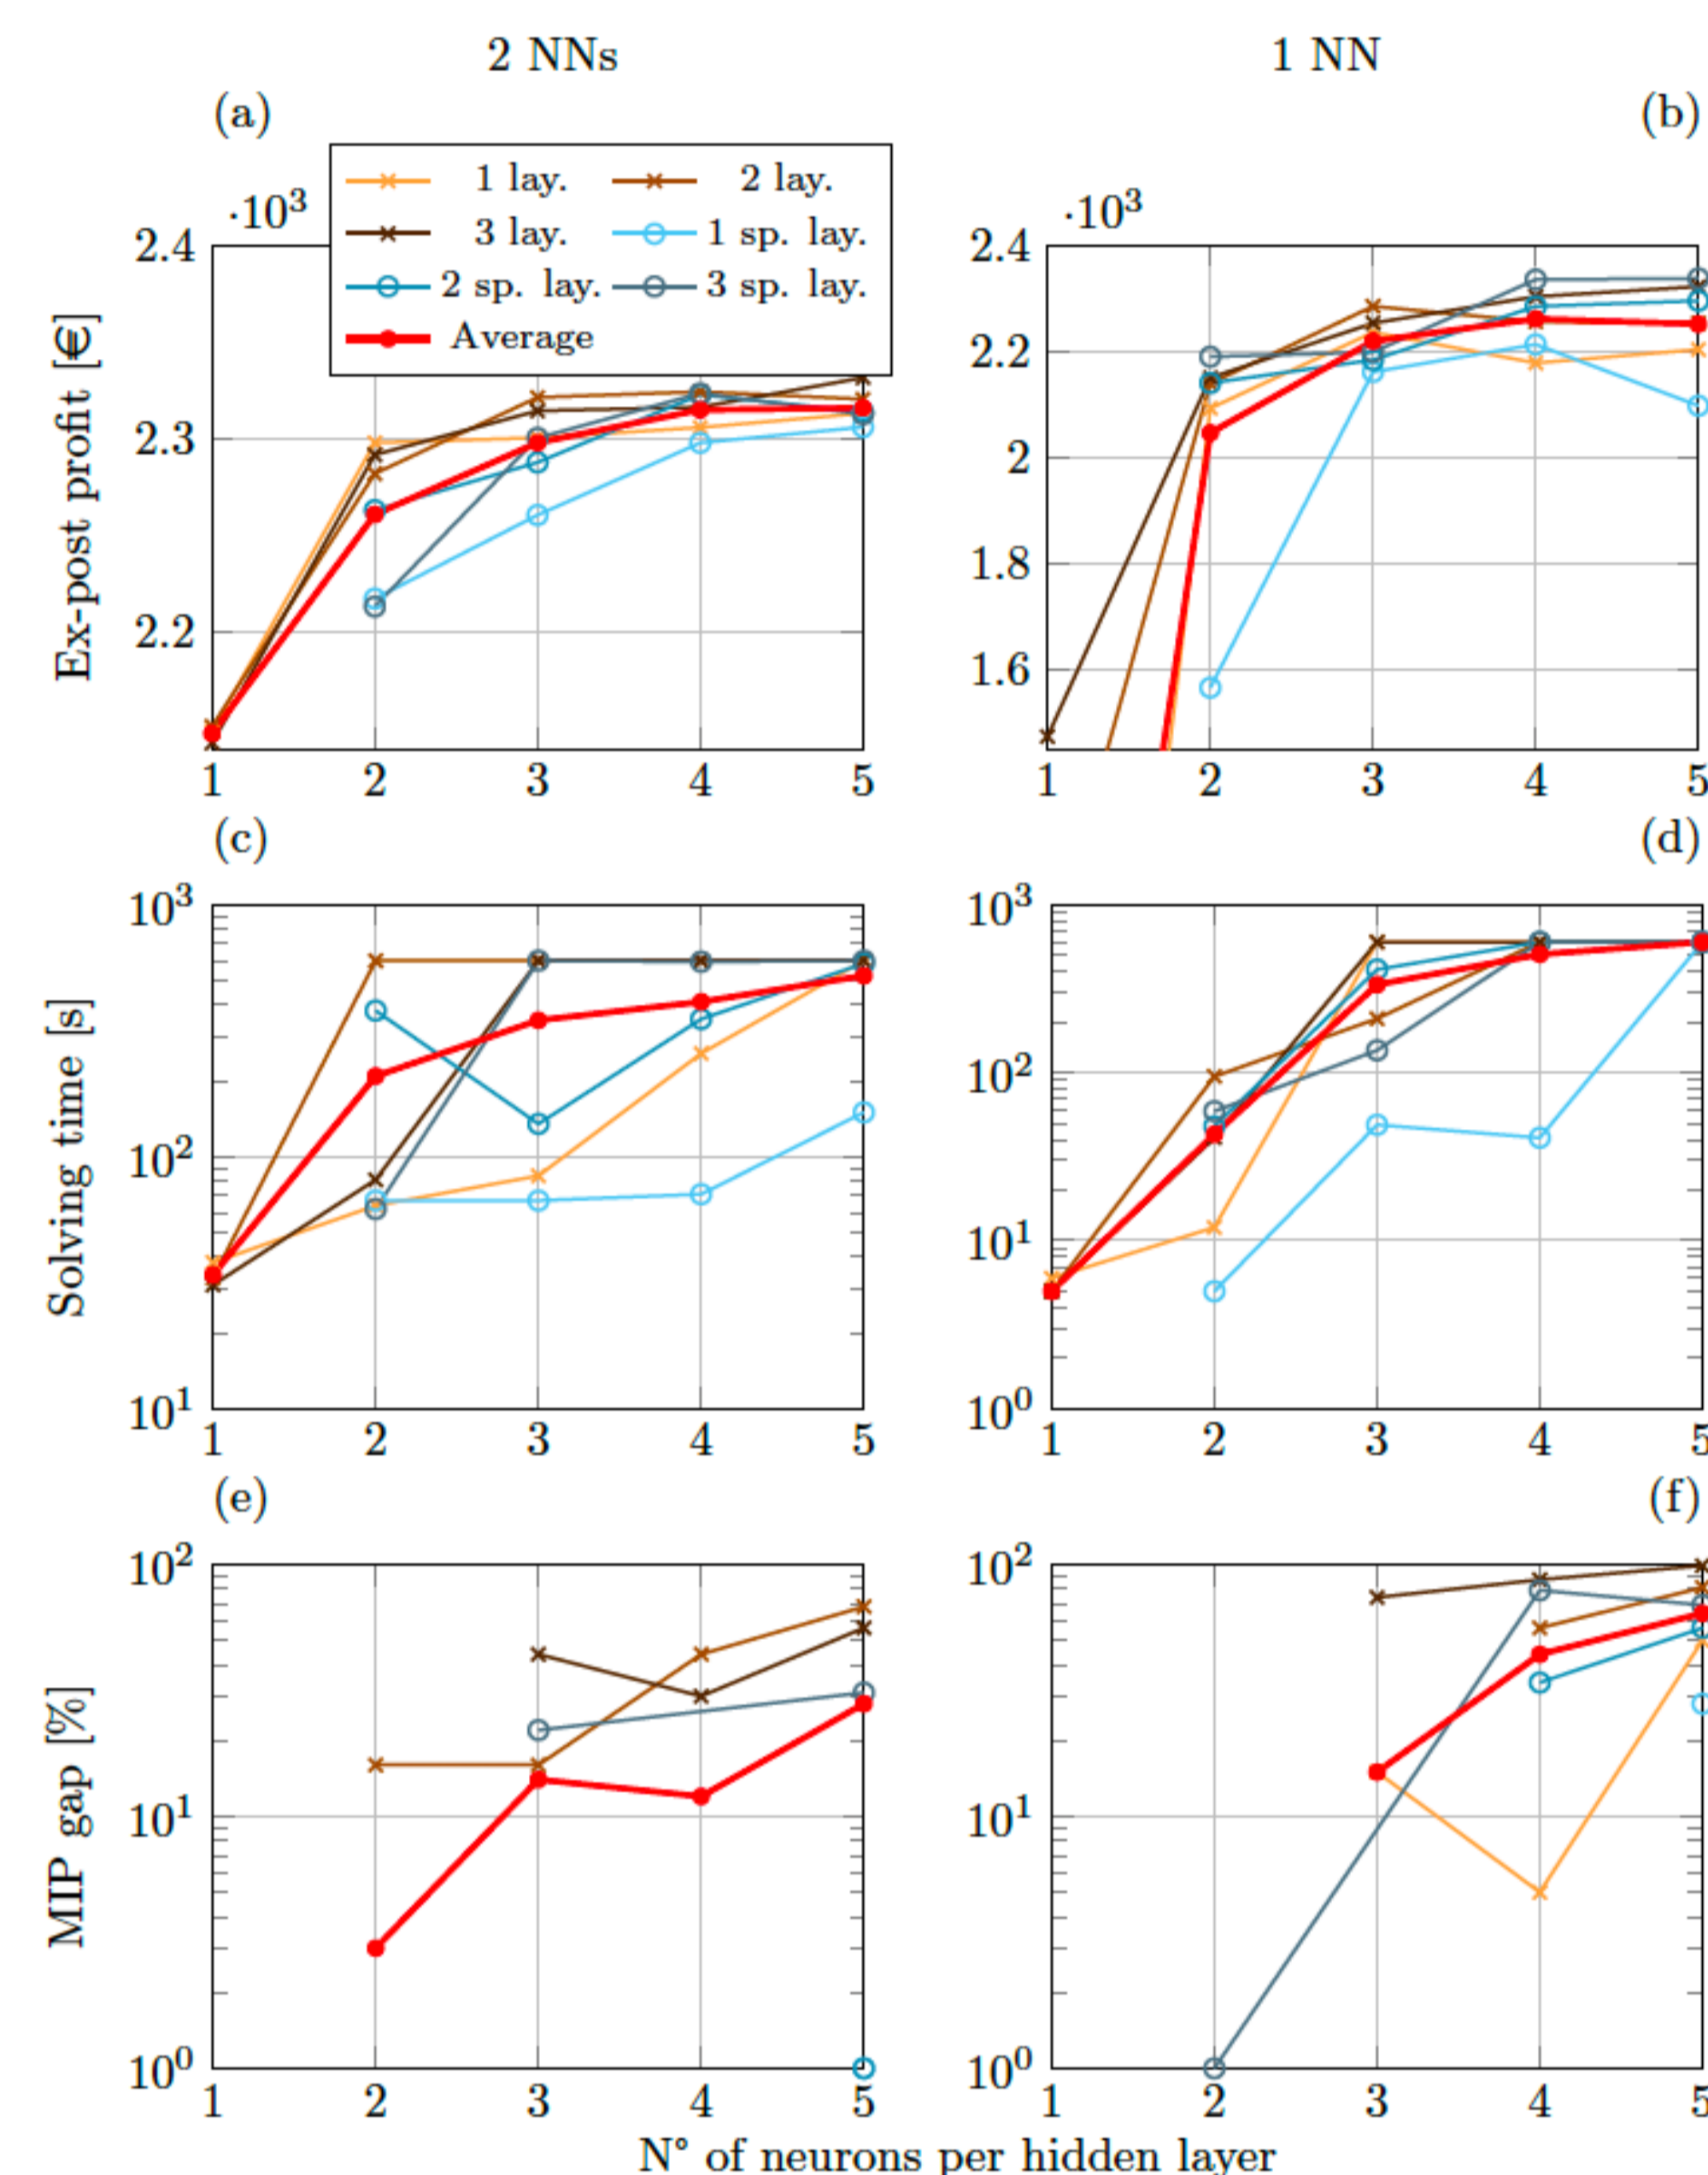 2 NNs
1 NN
(a)
(b)
1 lay.
2 lay.
3 lay.
1 sp. lay.
2 sp. lay.
3 sp. lay.
Average
·10³
2.4
2.3
2.2
1
2
3
4
5
Ex-post profit [€]
·10³
2.4
2.2
2
1.8
1.6
1
2
3
4
5
(c)
(d)
10³
10²
10¹
1
2
3
4
5
Solving time [s]
10³
10²
10¹
10⁰
1
2
3
4
5
(e)
(f)
10²
10¹
10⁰
1
2
3
4
5
MIP gap [%]
10²
10¹
10⁰
1
2
3
4
5
N° of neurons per hidden layer